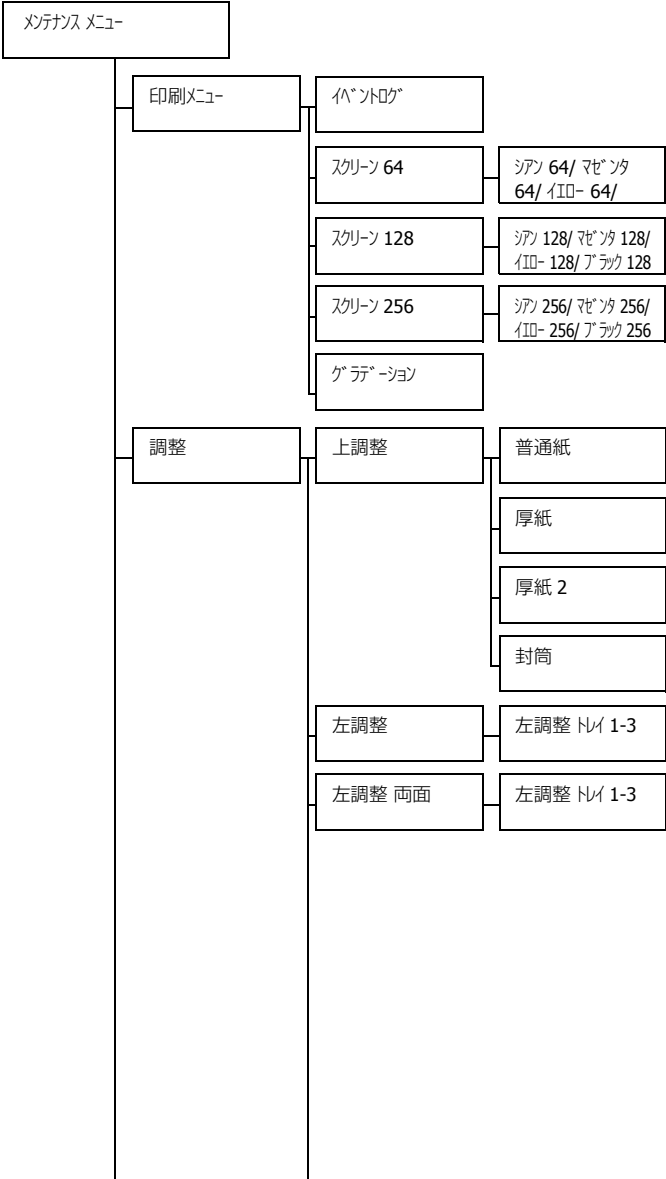 ﾒﾝﾃﾅﾝｽ ﾒﾆｭｰ
印刷ﾒﾆｭｰ
ｲﾍﾞﾝﾄﾛｸﾞ
ｽｸﾘｰﾝ 64
ｼｱﾝ 64/ ﾏｾﾞﾝﾀ
64/ ｲｴﾛｰ 64/
ｽｸﾘｰﾝ 128
ｼｱﾝ 128/ ﾏｾﾞﾝﾀ 128/
ｲｴﾛｰ 128/ ﾌﾞﾗｯｸ 128
ｽｸﾘｰﾝ 256
ｼｱﾝ 256/ ﾏｾﾞﾝﾀ 256/
ｲｴﾛｰ 256/ ﾌﾞﾗｯｸ 256
ｸﾞﾗﾃﾞｰｼｮﾝ
調整
上調整
普通紙
厚紙
厚紙 2
封筒
左調整
左調整 ﾄﾚｲ 1-3
左調整 両面
左調整 ﾄﾚｲ 1-3